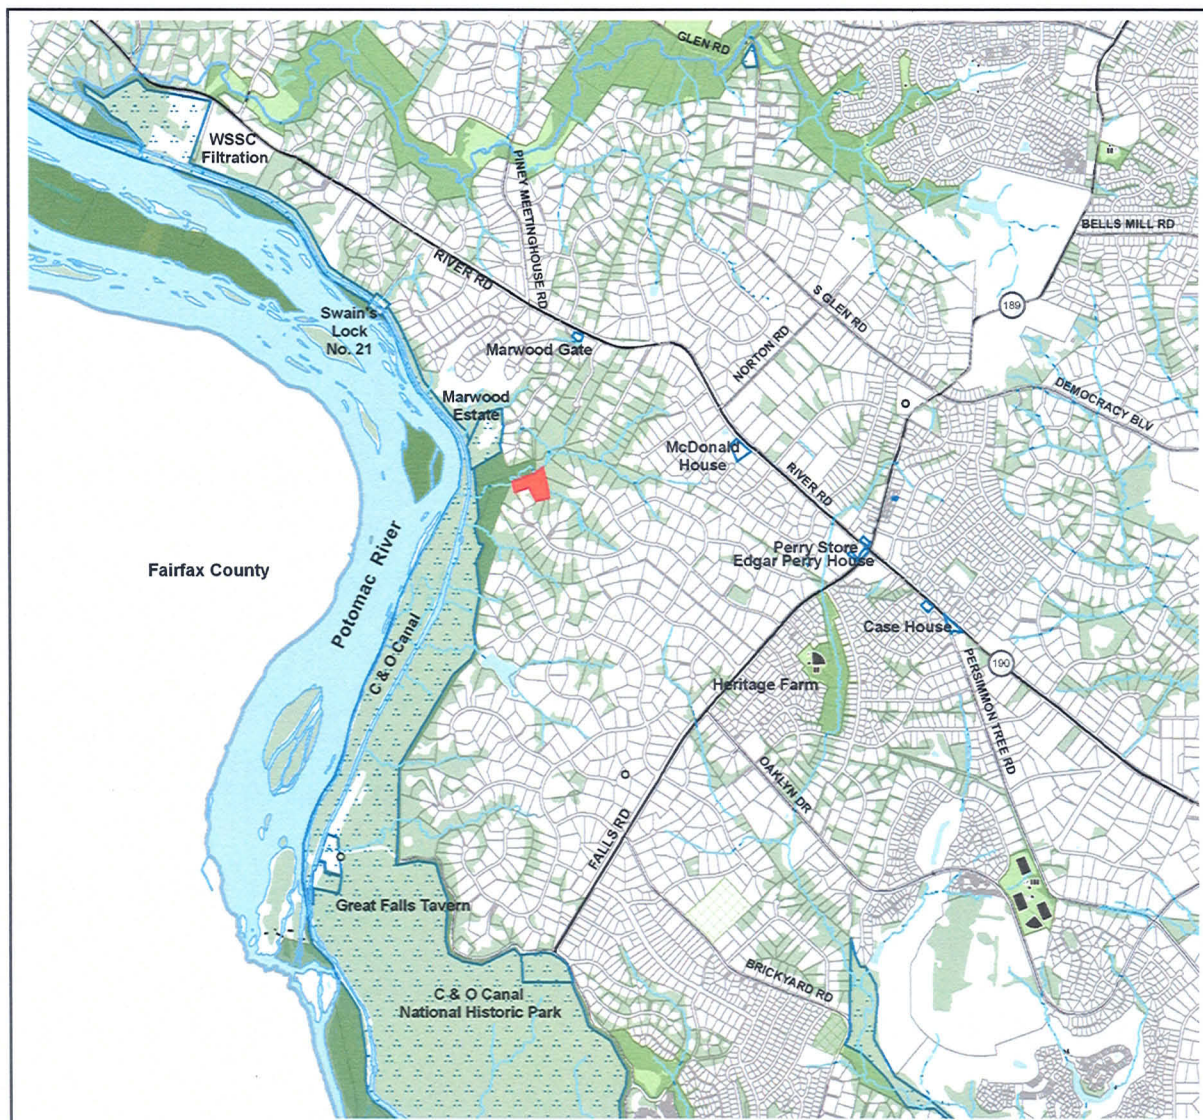 GLEN RD
WSSC
Filtration
PINEY MEETINGHOUSE RD
BELLS MILL RD
RIVER RD
S GLEN RD
189
Swain's
Lock
No. 21
Marwood Gate
NORTON RD
DEMOCRACY BLV
Marwood
Estate
McDonald
House
RIVER RD
Potomac River
Perry Store
Edgar Perry House
Fairfax County
C & O Canal
Case House
190
PERSIMMON TREE RD
Heritage Farm
OAKLYN DR
FALLS RD
Great Falls Tavern
BRICKYARD RD
C & O Canal
National Historic Park